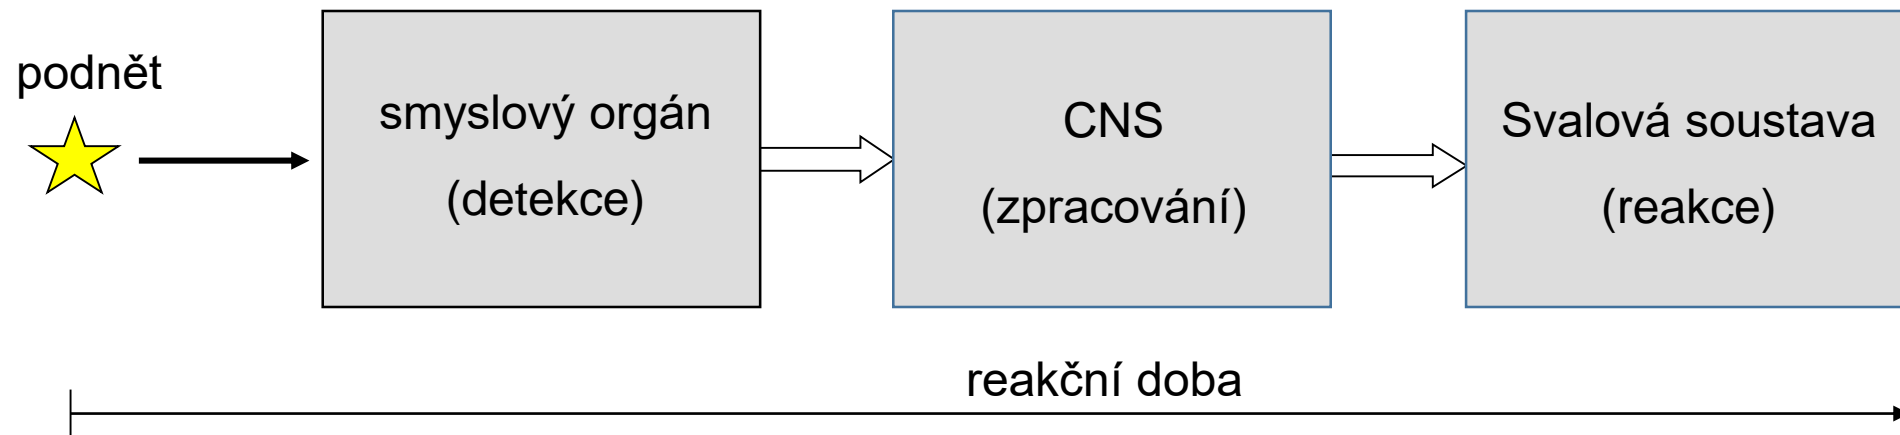 podnět
smyslový orgán
(detekce)
CNS
(zpracování)
Svalová soustava
(reakce)
reakční doba